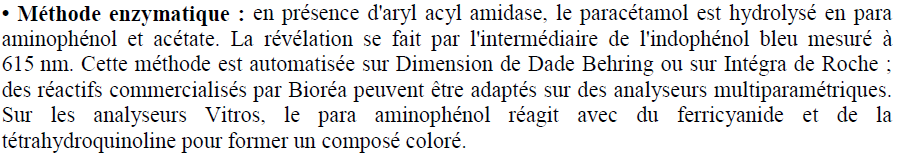 • Méthode enzymatique : en présence d'aryl acyl amidase, le paracétamol est hydrolysé en para
aminophénol et acétate. La révélation se fait par l'intermédiaire de l'indophénol bleu mesuré à
615 nm. Cette méthode est automatisée sur Dimension de Dade Behring ou sur Intégra de Roche ;
des réactifs commercialisés par Bioréa peuvent être adaptés sur des analyseurs multiparamétriques.
Sur les analyseurs Vitros, le para aminophénol réagit avec du ferricyanide et de la
tétrahydroquinoline pour former un composé coloré.